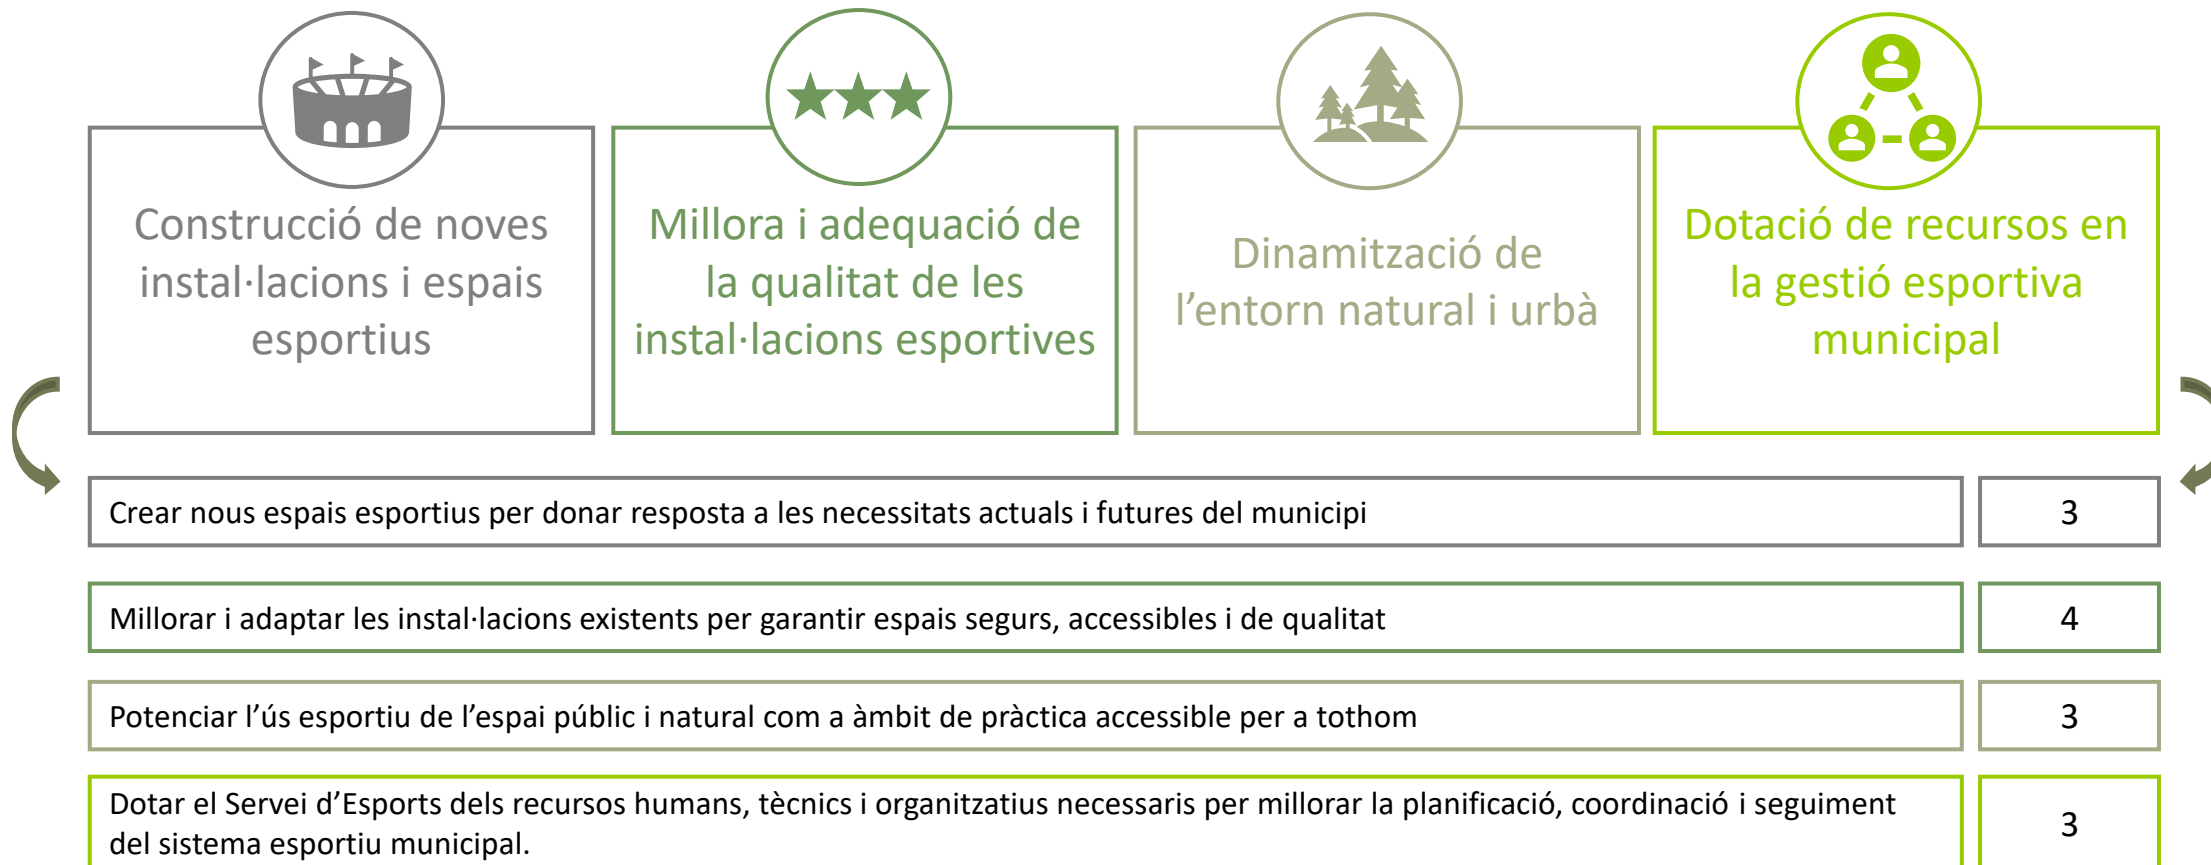 Construcció de noves
instal·lacions i espais
esportius
Millora i adequació de
la qualitat de les
instal·lacions esportives
Dinamització de
l’entorn natural i urbà
Dotació de recursos en
la gestió esportiva
municipal
Crear nous espais esportius per donar resposta a les necessitats actuals i futures del municipi
3
Millorar i adaptar les instal·lacions existents per garantir espais segurs, accessibles i de qualitat
4
Potenciar l’ús esportiu de l’espai públic i natural com a àmbit de pràctica accessible per a tothom
3
Dotar el Servei d’Esports dels recursos humans, tècnics i organitzatius necessaris per millorar la planificació, coordinació i seguiment
del sistema esportiu municipal.
3